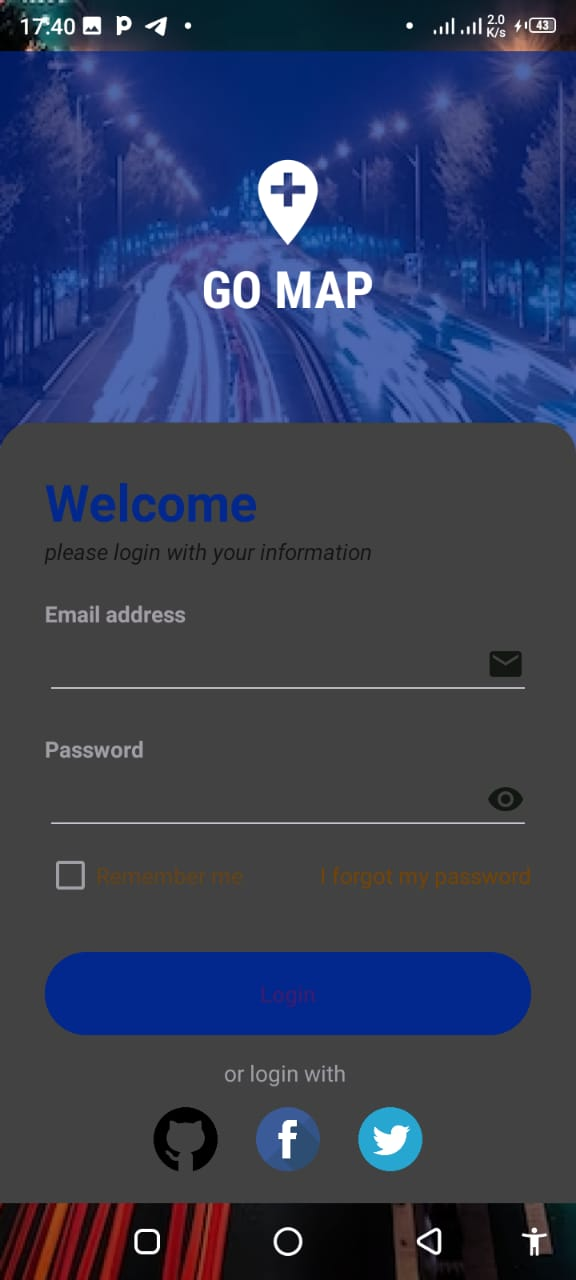 17:40
2.0
K/s
43
GO MAP
Welcome
please login with your information
Email address
Password
Remember me
I forgot my password
Login
or login with